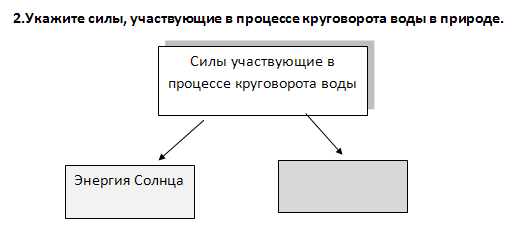 2.Укажите силы, участвующие в процессе круговорота воды в природе.
Силы участвующие в
процессе круговорота воды
Энергия Солнца